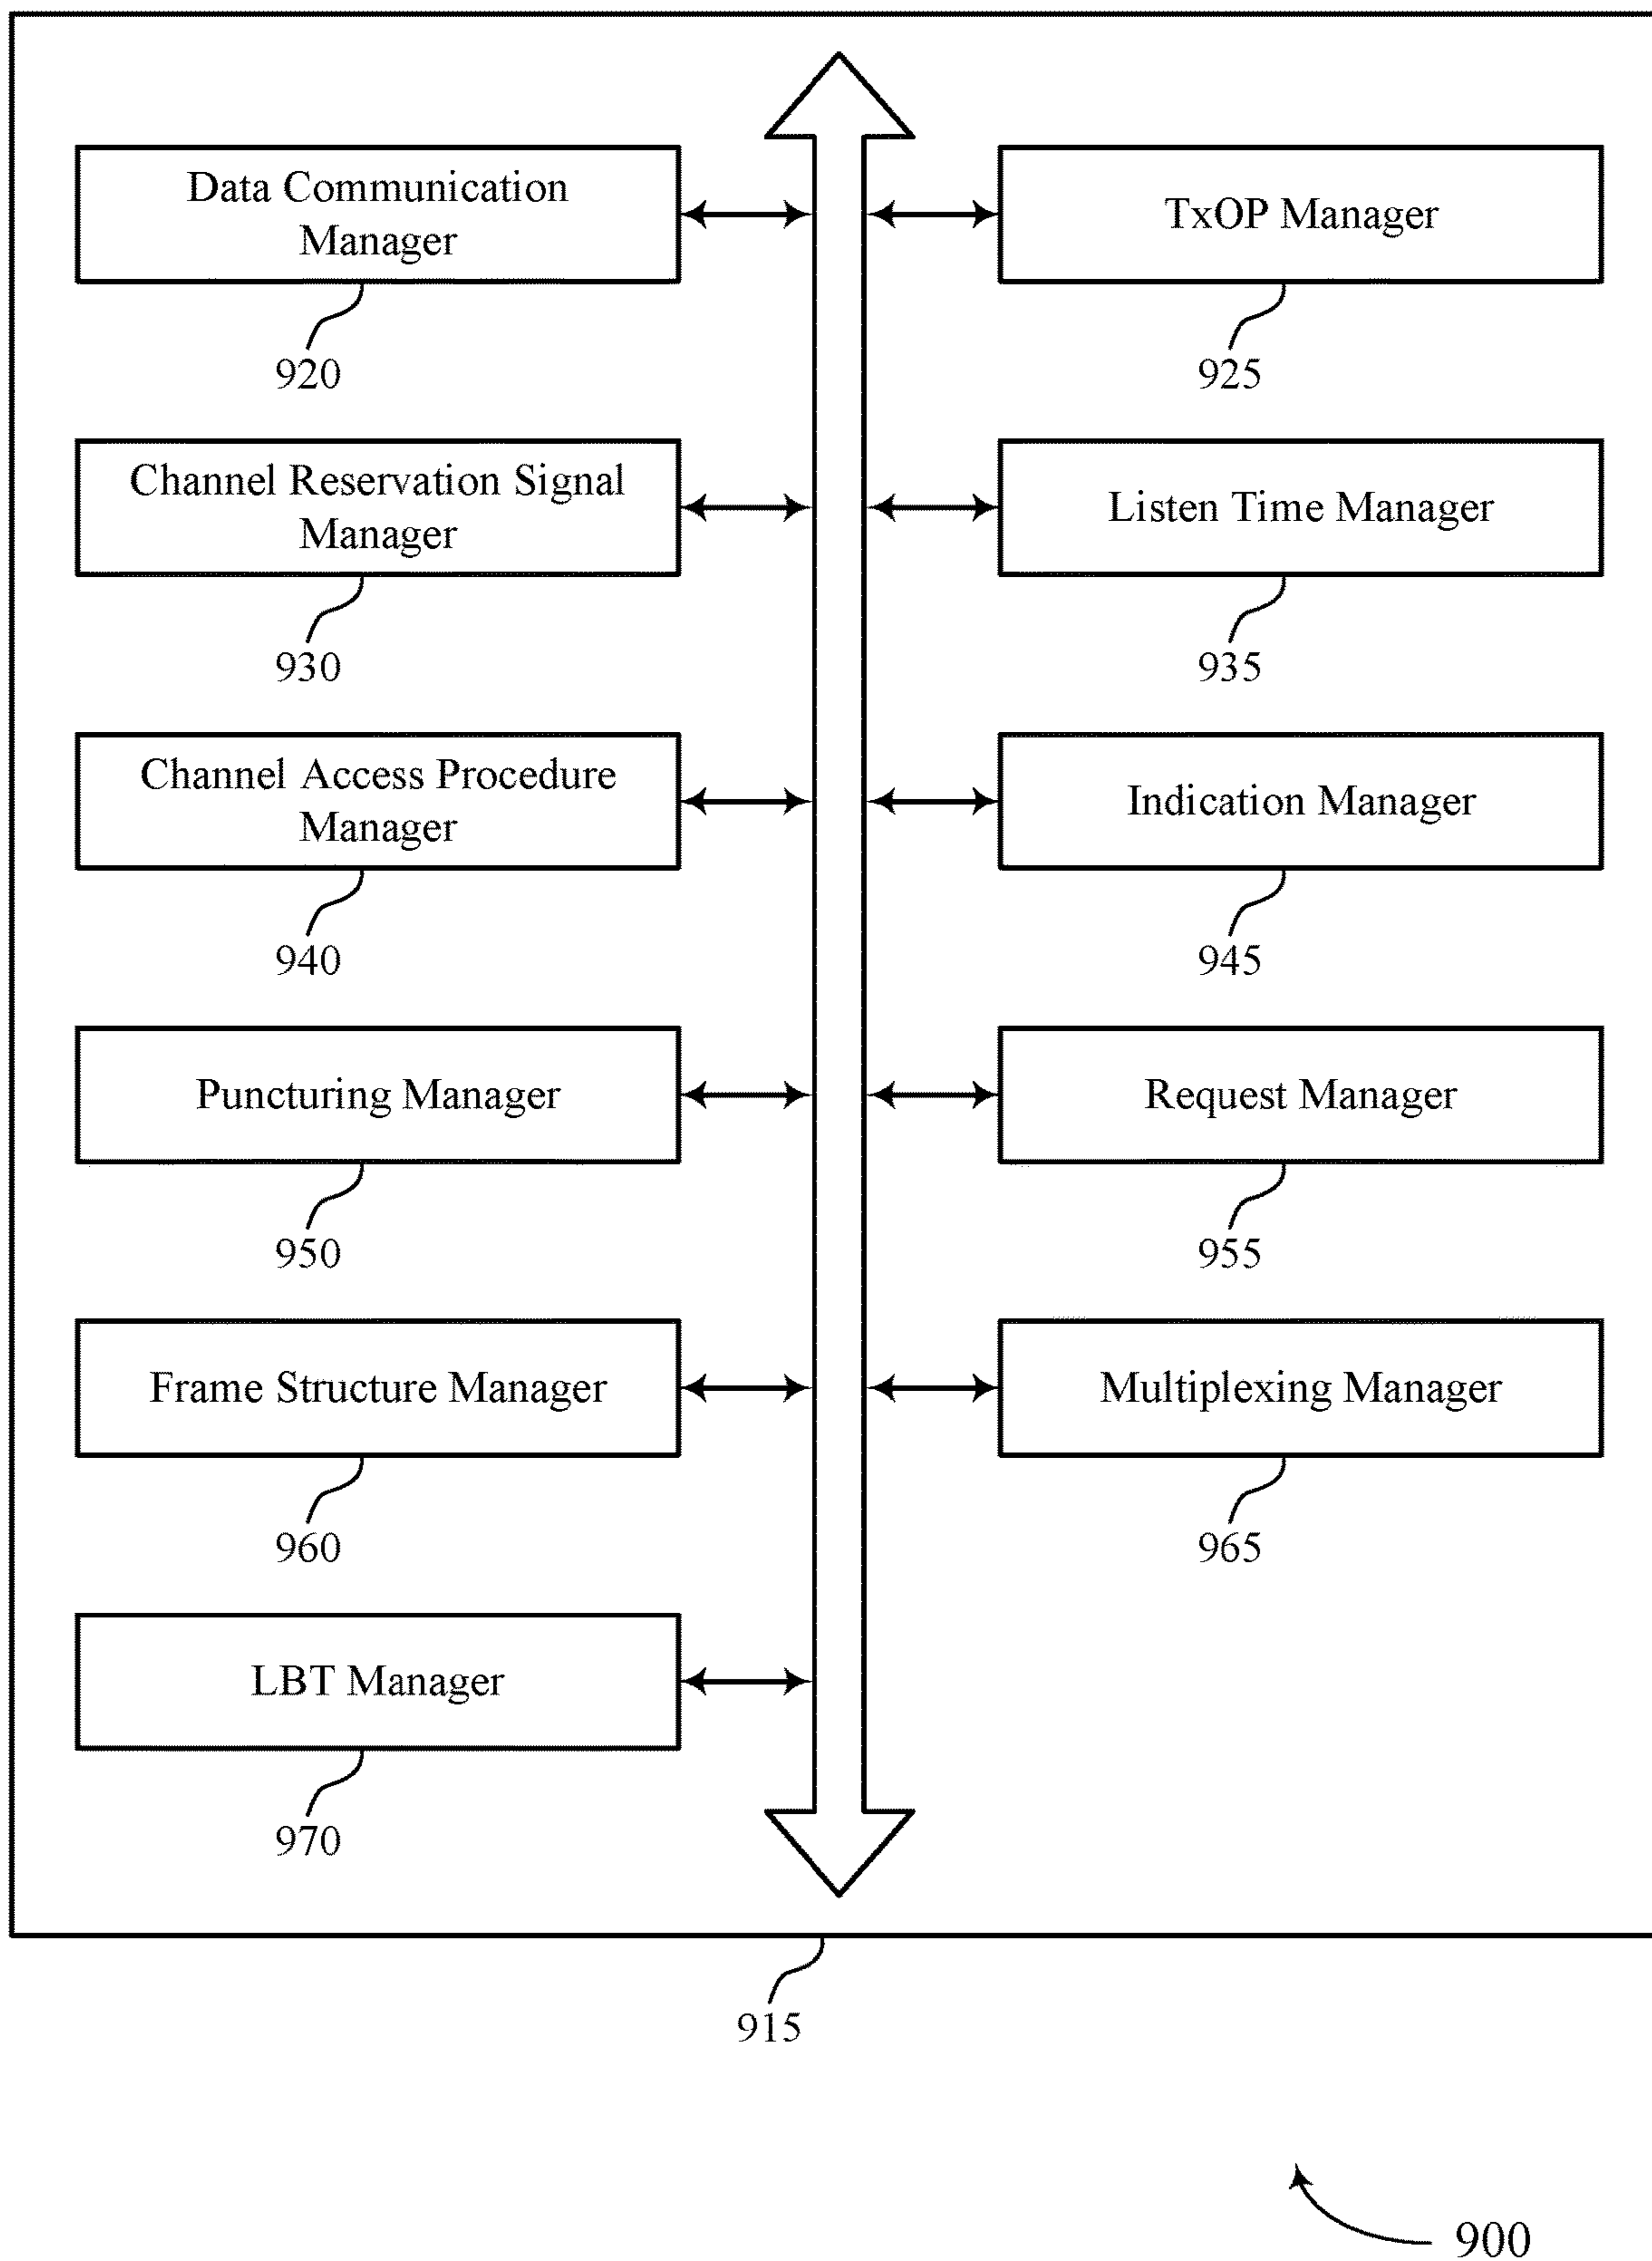 Data Communication
Manager
920
TxOP Manager
925
Channel Reservation Signal
Manager
930
Listen Time Manager
935
Channel Access Procedure
Manager
940
Indication Manager
945
Puncturing Manager
950
Request Manager
955
Frame Structure Manager
960
Multiplexing Manager
965
LBT Manager
970
915
900